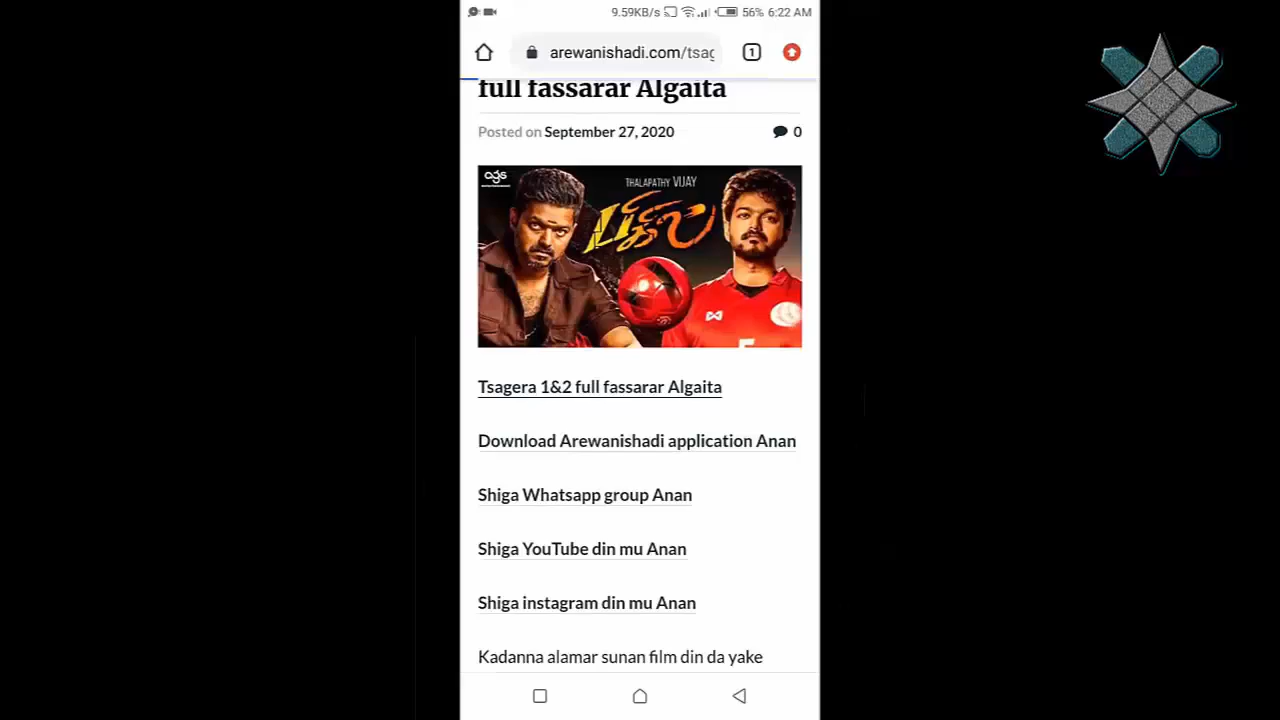 9.59KB/s 56% 6:22 AM
arewanishadi.com/tsag
1
full fassarar Algaita
Posted on September 27, 2020
0
ags
THALAPATHY VIJAY
பிகில்
Tsagera 1&2 full fassarar Algaita
Download Arewanishadi application Anan
Shiga Whatsapp group Anan
Shiga YouTube din mu Anan
Shiga instagram din mu Anan
Kadanna alamar sunan film din da yake